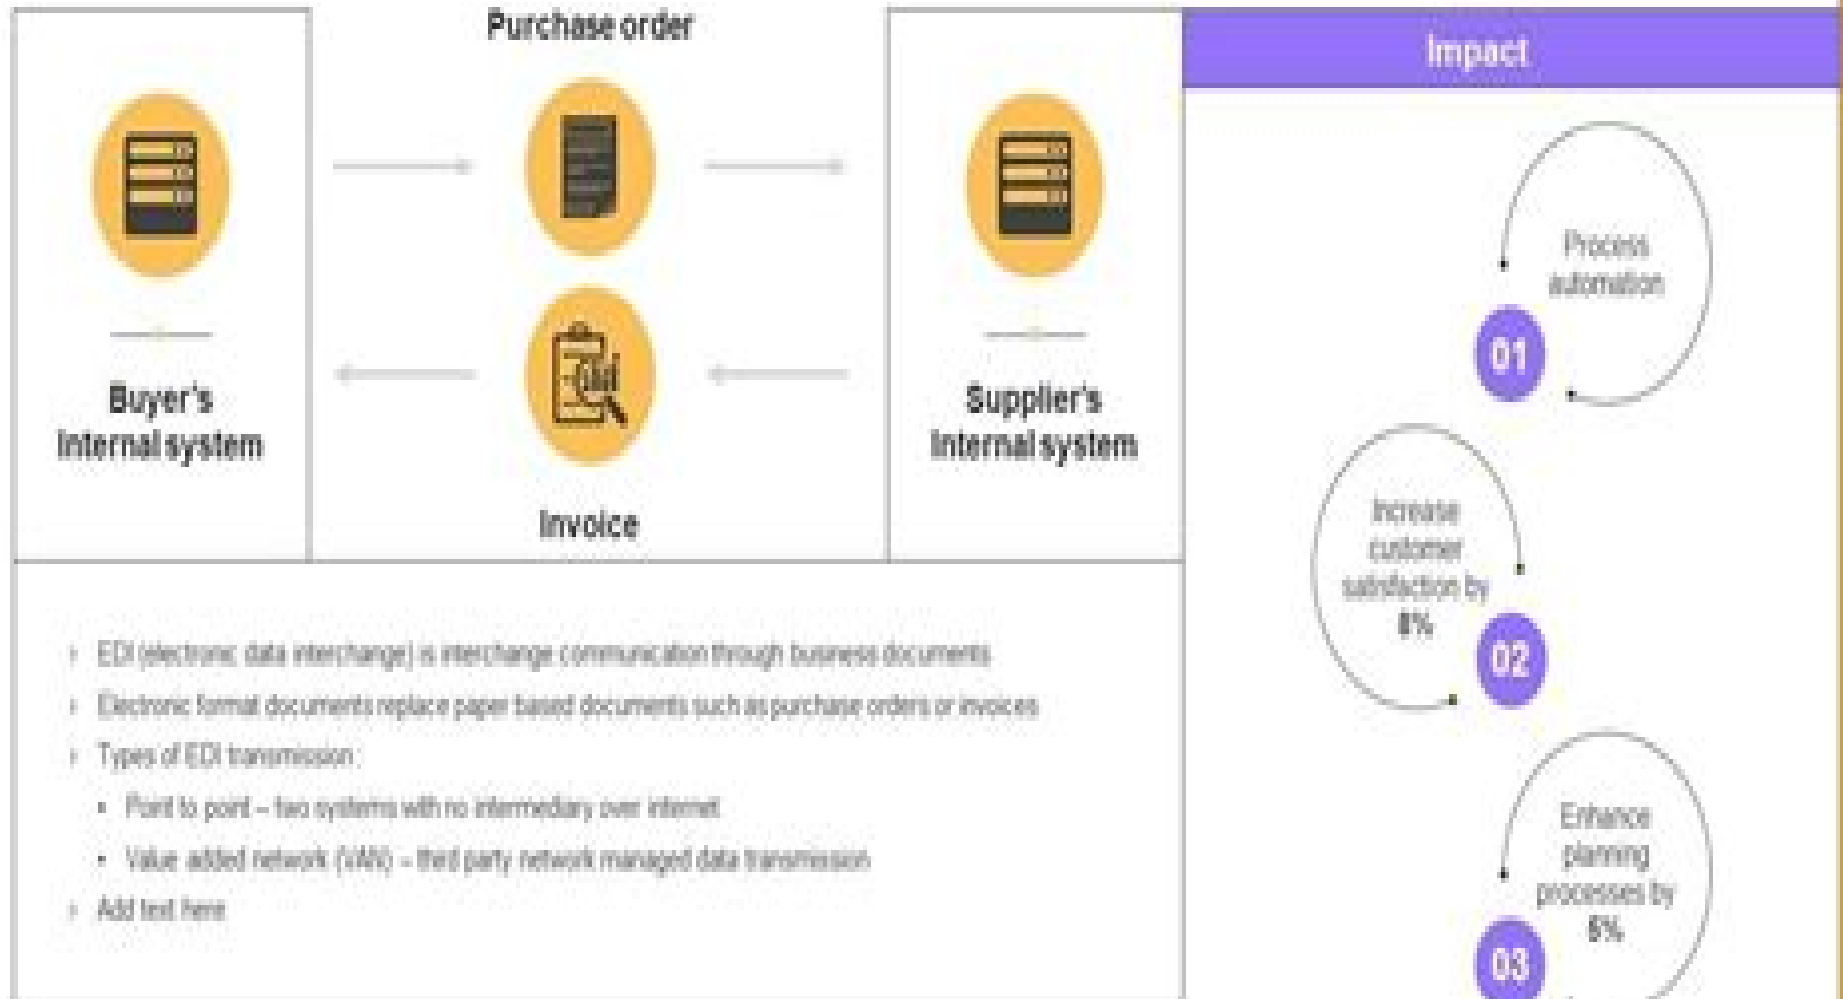 Purchase order
Buyer's
Internal system
Supplier's
Internal system
Invoice
EDI (electronic data interchange) is interchange communication through business documents
Electronic format documents replace paper based documents such as purchase orders or invoices
Types of EDI transmission:
Point to point – two systems with no intermediary over internet
Value added network (VAN) – third party network managed data transmission
Add text here
Impact
Process
automation
01
Increase
customer
satisfaction by
02
Enhance
planning
processes by
03